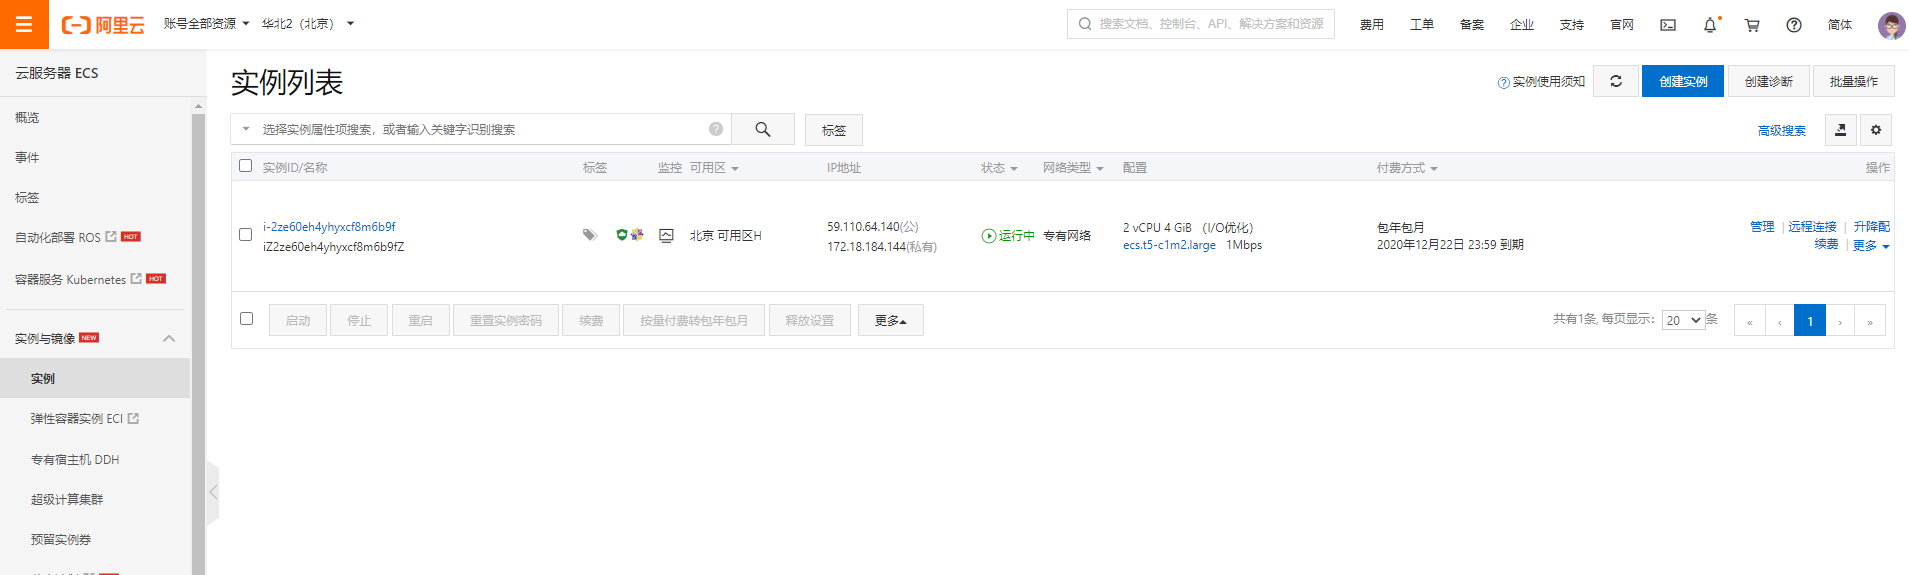 阿里云 账号全部资源 华北2（北京） 搜索文档、控制台、API、解决方案和资源 费用 工单 备案 企业 支持 官网 简体
云服务器 ECS
概览
事件
标签
自动化部署 ROS HOT
容器服务 Kubernetes HOT
实例与镜像 NEW
实例
弹性容器实例 ECI
专有宿主机 DDH
超级计算集群
预留实例券
实例列表
实例使用须知 创建实例 创建诊断 批量操作
选择实例属性项搜索，或者输入关键字识别搜索 标签 高级搜索
实例ID/名称 标签 监控 可用区 IP地址 状态 网络类型 配置 付费方式 操作
i-2ze60eh4yhyxcf8m6b9f
iZ2ze60eh4yhyxcf8m6b9fZ
北京 可用区H
59.110.64.140(公)
172.18.184.144(私有)
运行中 专有网络
2 vCPU 4 GiB （I/O优化）
ecs.t5-c1m2.large 1Mbps
包年包月
2020年12月22日 23:59 到期
管理 | 远程连接 | 升降配
续费 | 更多
启动 停止 重启 重置实例密码 续费 按量付费转包年包月 释放设置 更多
共有1条, 每页显示: 20 条 « ‹ 1 › »